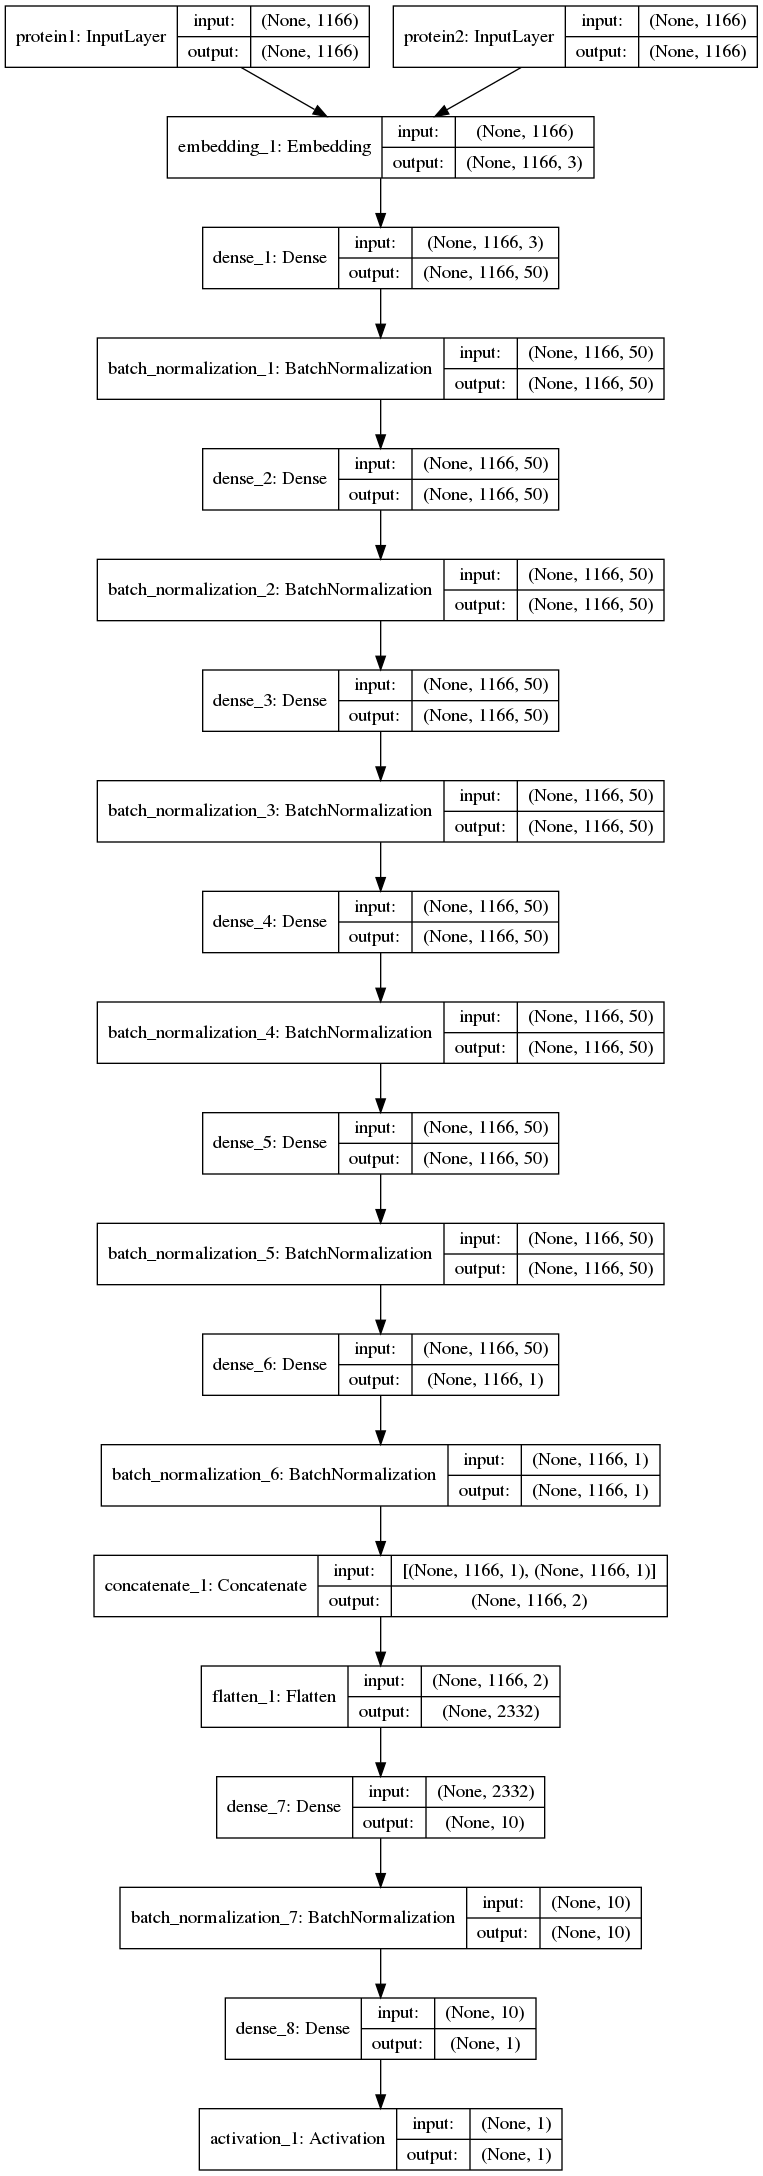 protein1: InputLayer input: (None, 1166) output: (None, 1166)
protein2: InputLayer input: (None, 1166) output: (None, 1166)
embedding_1: Embedding input: (None, 1166) output: (None, 1166, 3)
dense_1: Dense input: (None, 1166, 3) output: (None, 1166, 50)
batch_normalization_1: BatchNormalization input: (None, 1166, 50) output: (None, 1166, 50)
dense_2: Dense input: (None, 1166, 50) output: (None, 1166, 50)
batch_normalization_2: BatchNormalization input: (None, 1166, 50) output: (None, 1166, 50)
dense_3: Dense input: (None, 1166, 50) output: (None, 1166, 50)
batch_normalization_3: BatchNormalization input: (None, 1166, 50) output: (None, 1166, 50)
dense_4: Dense input: (None, 1166, 50) output: (None, 1166, 50)
batch_normalization_4: BatchNormalization input: (None, 1166, 50) output: (None, 1166, 50)
dense_5: Dense input: (None, 1166, 50) output: (None, 1166, 50)
batch_normalization_5: BatchNormalization input: (None, 1166, 50) output: (None, 1166, 50)
dense_6: Dense input: (None, 1166, 50) output: (None, 1166, 1)
batch_normalization_6: BatchNormalization input: (None, 1166, 1) output: (None, 1166, 1)
concatenate_1: Concatenate input: [(None, 1166, 1), (None, 1166, 1)] output: (None, 1166, 2)
flatten_1: Flatten input: (None, 1166, 2) output: (None, 2332)
dense_7: Dense input: (None, 2332) output: (None, 10)
batch_normalization_7: BatchNormalization input: (None, 10) output: (None, 10)
dense_8: Dense input: (None, 10) output: (None, 1)
activation_1: Activation input: (None, 1) output: (None, 1)